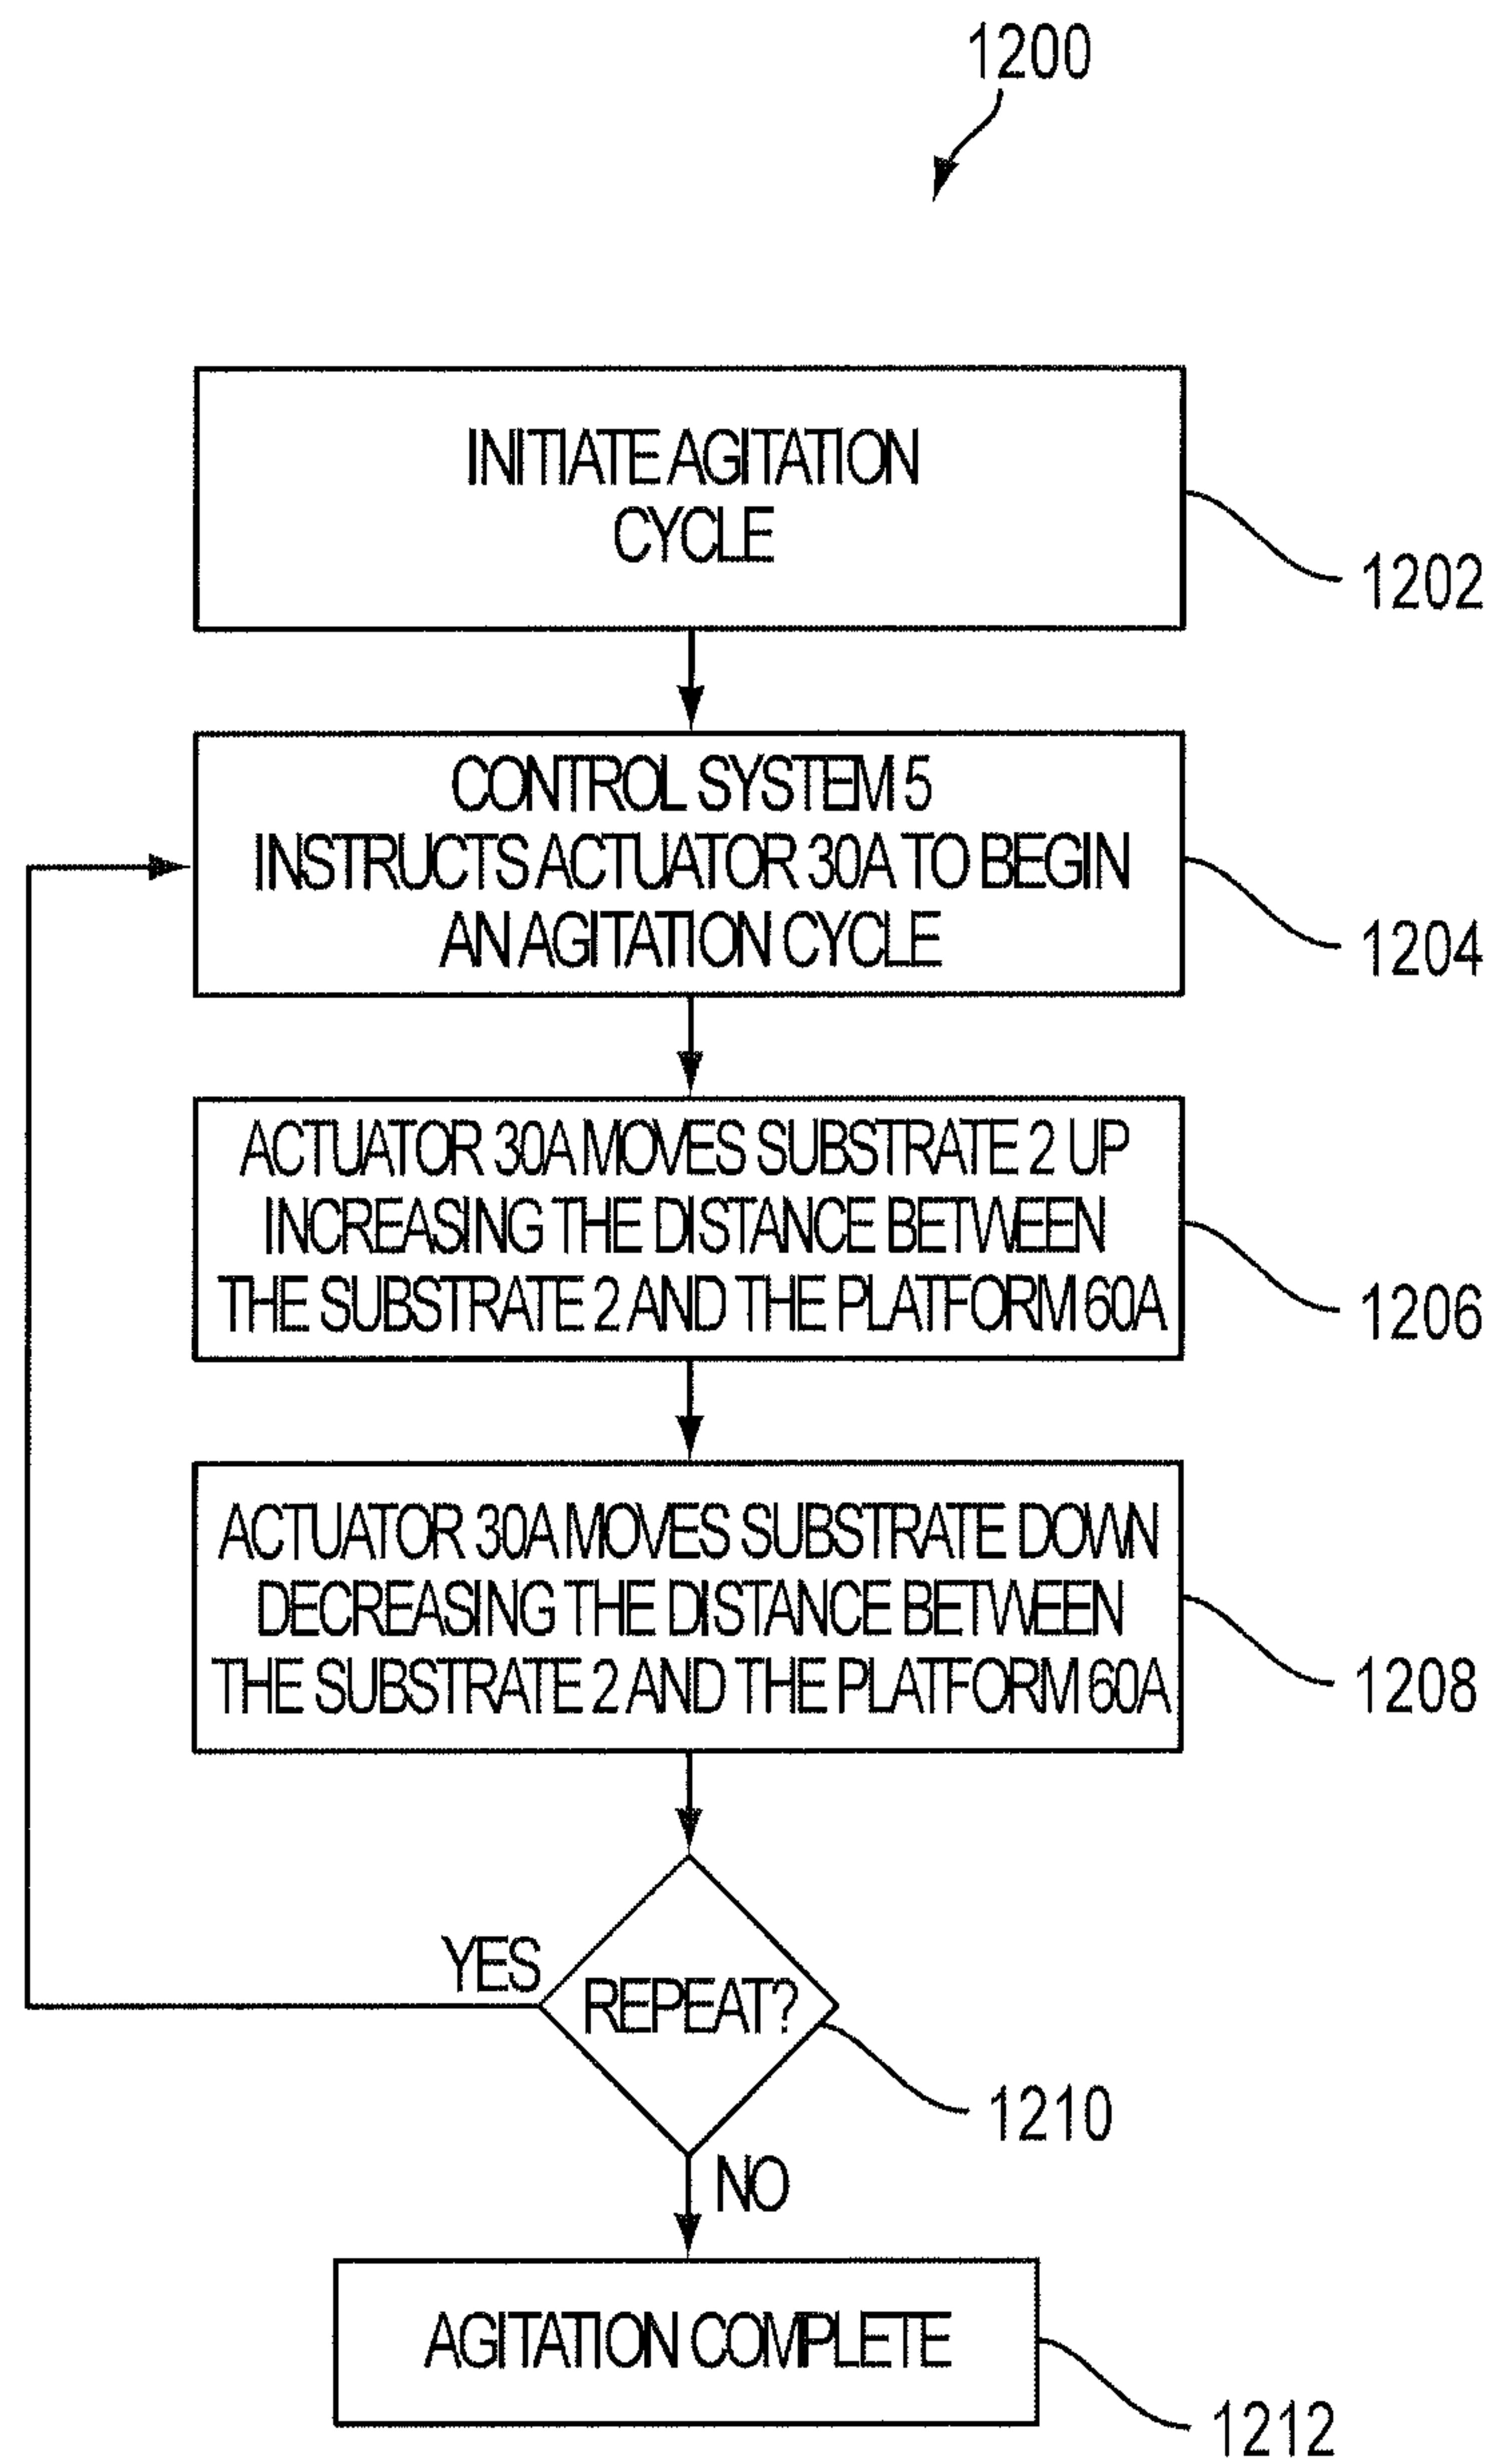 1200
INITIATE AGITATION
CYCLE
1202
CONTROL SYSTEM 5
INSTRUCTS ACTUATOR 30A TO BEGIN
AN AGITATION CYCLE
1204
ACTUATOR 30A MOVES SUBSTRATE 2 UP
INCREASING THE DISTANCE BETWEEN
THE SUBSTRATE 2 AND THE PLATFORM 60A
1206
ACTUATOR 30A MOVES SUBSTRATE DOWN
DECREASING THE DISTANCE BETWEEN
THE SUBSTRATE 2 AND THE PLATFORM 60A
1208
YES
REPEAT?
1210
NO
AGITATION COMPLETE
1212